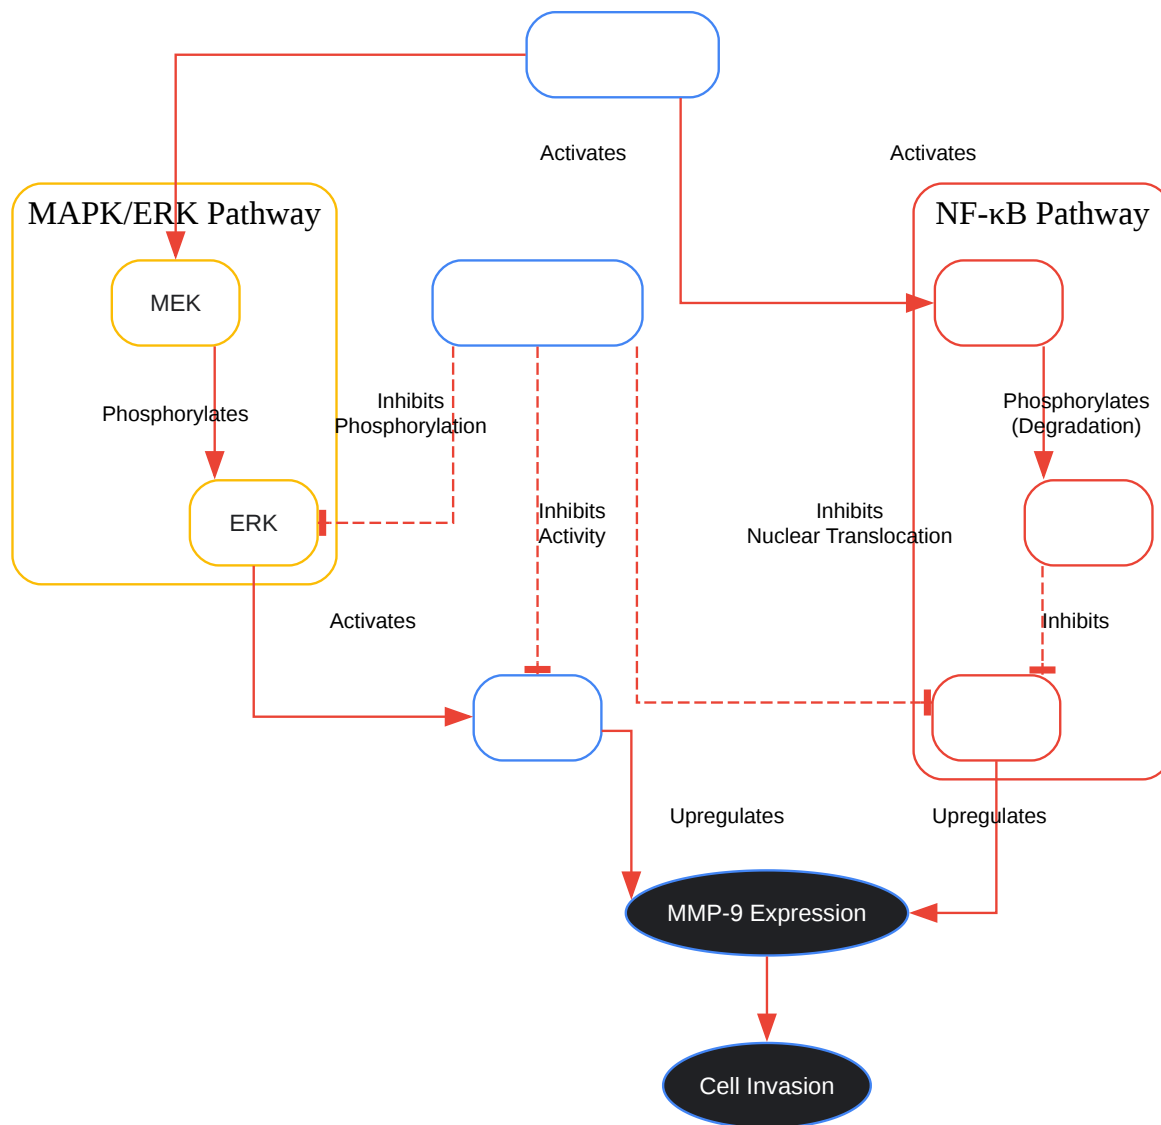 Activates
Activates
MAPK/ERK Pathway
NF-κB Pathway
MEK
Phosphorylates
Inhibits
Phosphorylation
Phosphorylates
(Degradation)
ERK
Inhibits
Activity
Inhibits
Nuclear Translocation
Activates
Inhibits
Upregulates
Upregulates
MMP-9 Expression
Cell Invasion